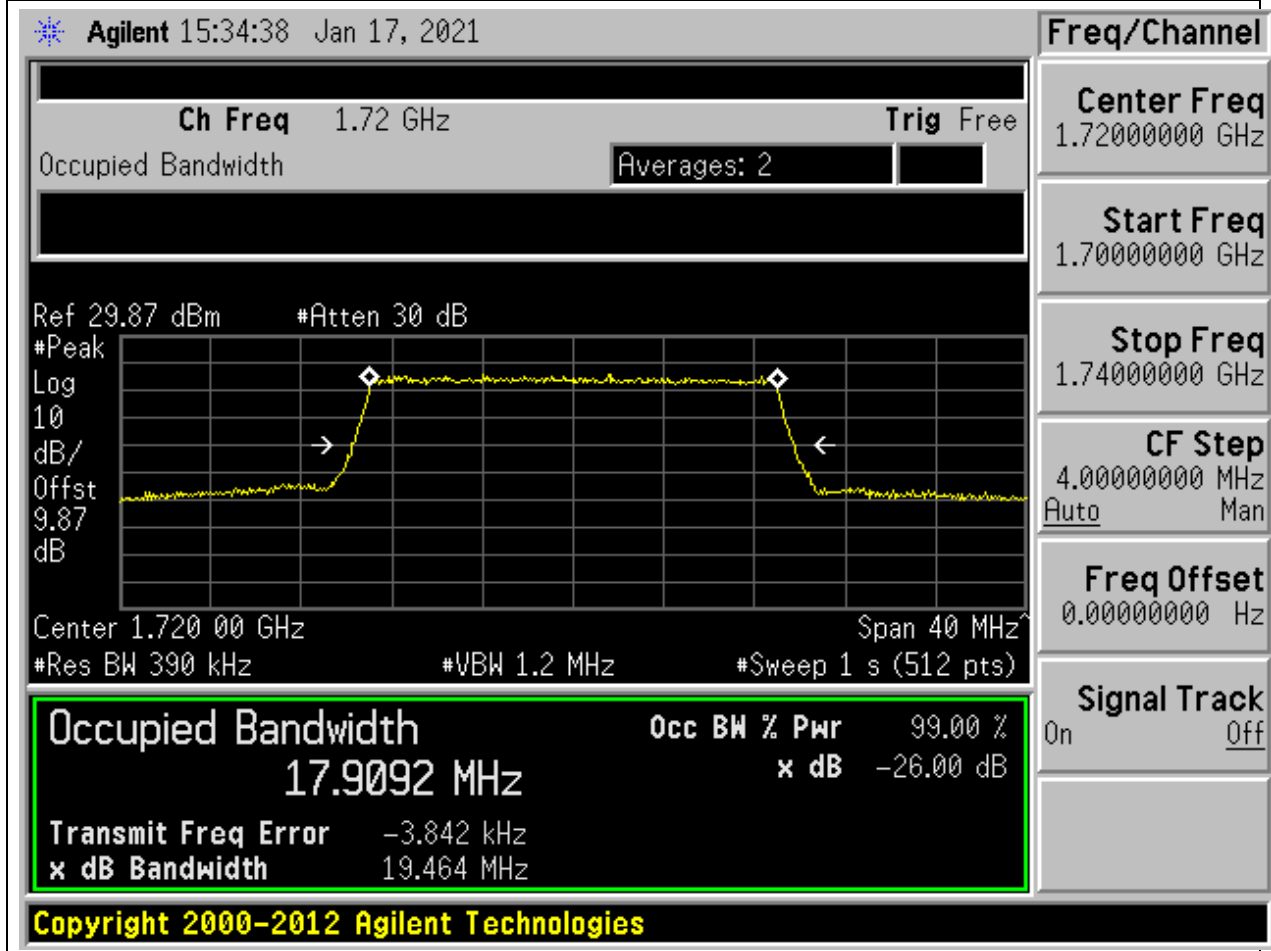 Agilent 15:34:38 Jan 17, 2021
Freq/Channel
Ch Freq 1.72 GHz Trig Free
Occupied Bandwidth Averages: 2
Ref 29.87 dBm #Atten 30 dB
#Peak
Log
10
dB/
Offst
9.87
dB
Center 1.720 00 GHz Span 40 MHz^
#Res BW 390 kHz #VBW 1.2 MHz #Sweep 1 s (512 pts)
Occupied Bandwidth
17.9092 MHz
Occ BW % Pwr 99.00 %
x dB -26.00 dB
Transmit Freq Error -3.842 kHz
x dB Bandwidth 19.464 MHz
Center Freq
1.72000000 GHz
Start Freq
1.70000000 GHz
Stop Freq
1.74000000 GHz
CF Step
4.00000000 MHz
Auto Man
Freq Offset
0.00000000 Hz
Signal Track
On Off
Copyright 2000-2012 Agilent Technologies